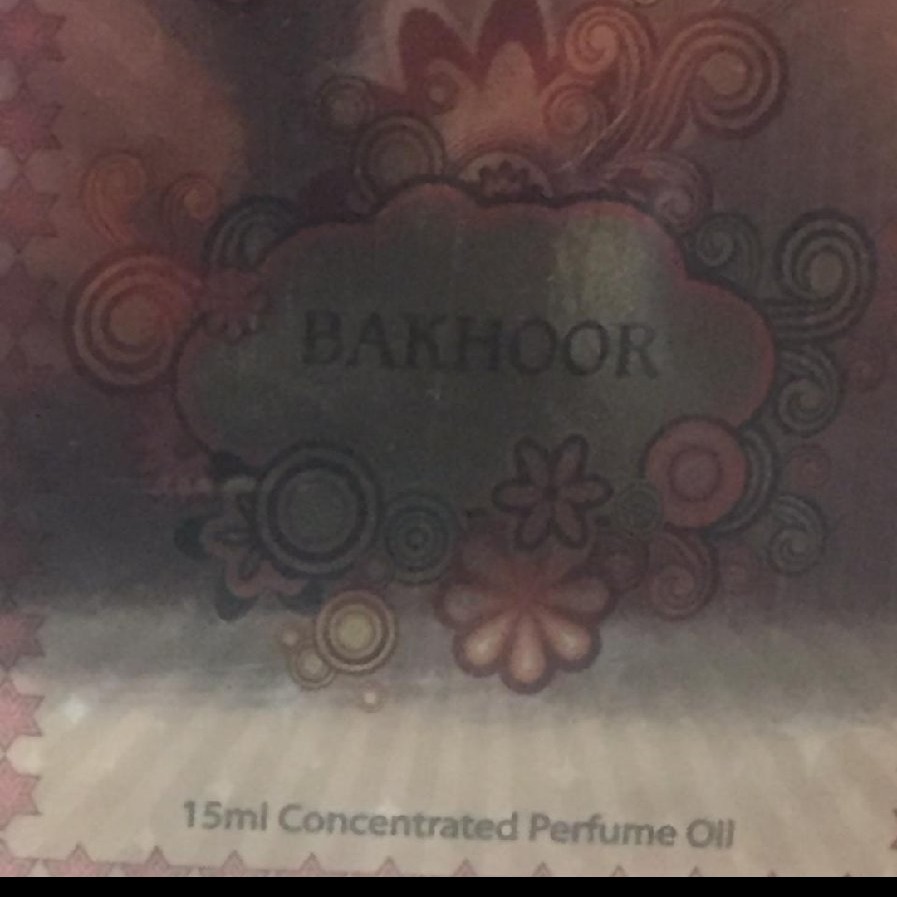 BAKHOOR
15ml Concentrated Perfume Oil